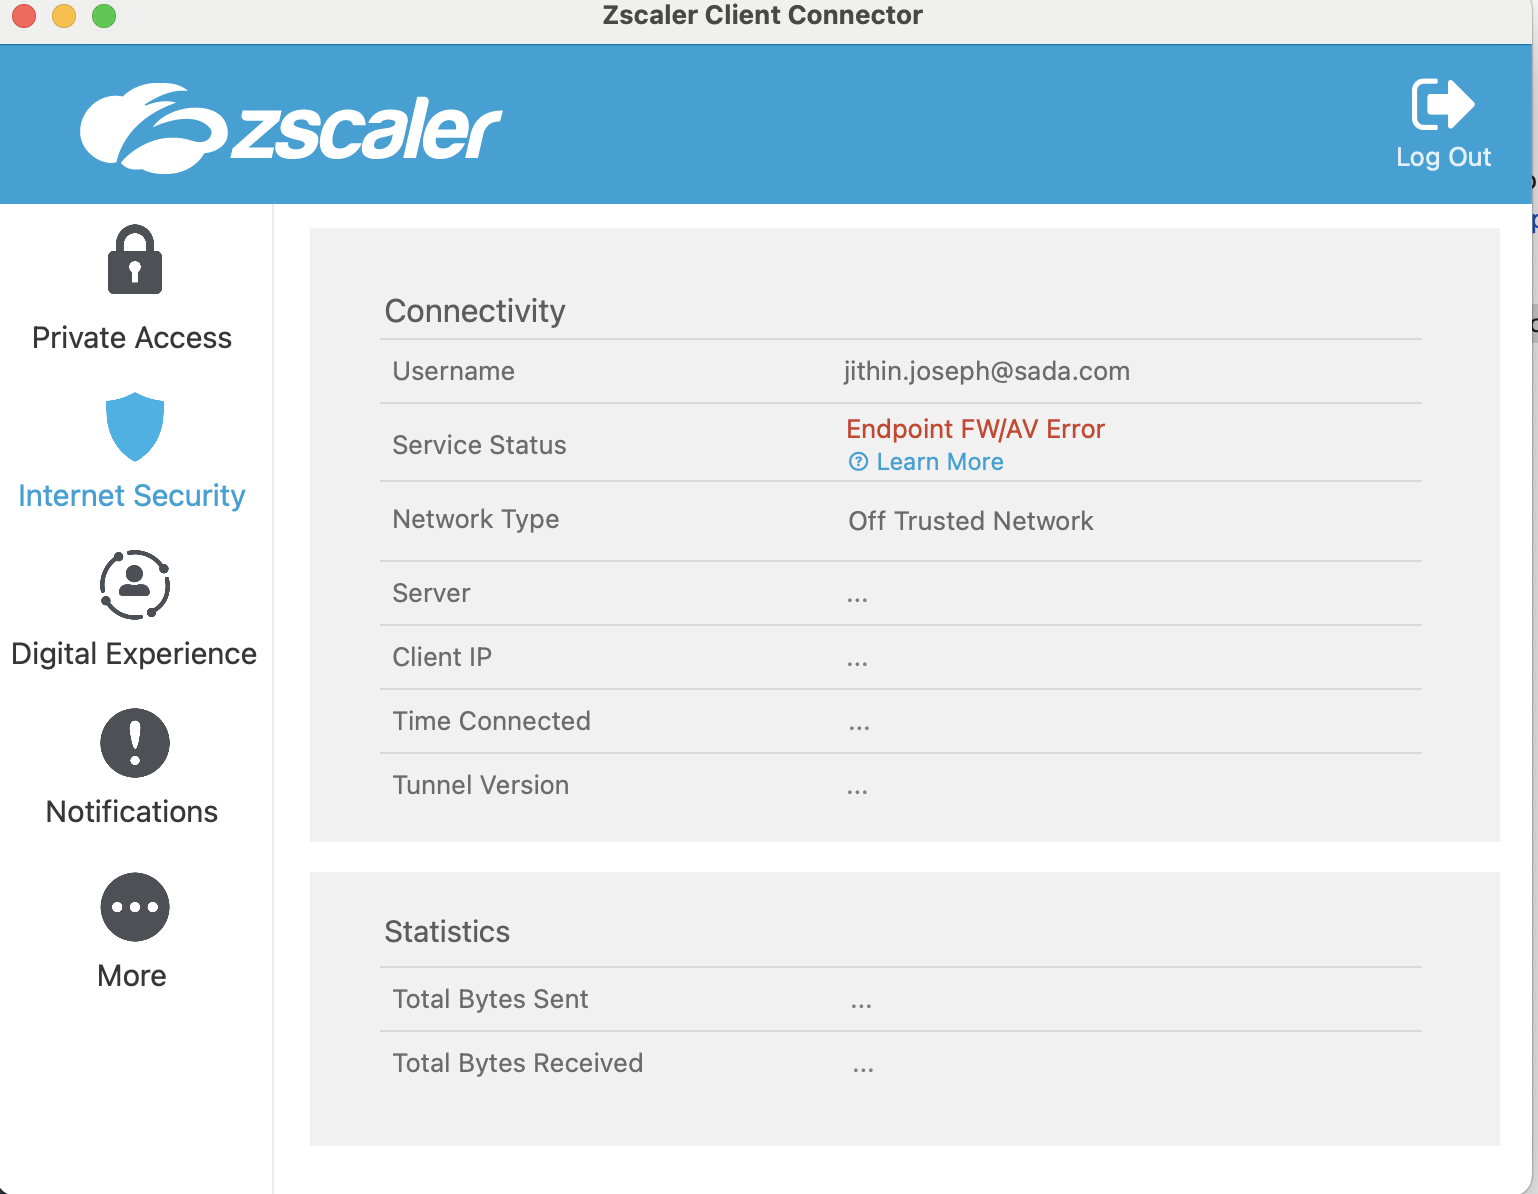 Zscaler Client Connector
zscaler
Log Out
Private Access
Internet Security
Digital Experience
Notifications
More
Connectivity
Username jithin.joseph@sada.com
Service Status Endpoint FW/AV Error
Learn More
Network Type Off Trusted Network
Server ...
Client IP ...
Time Connected ...
Tunnel Version ...
Statistics
Total Bytes Sent ...
Total Bytes Received ...